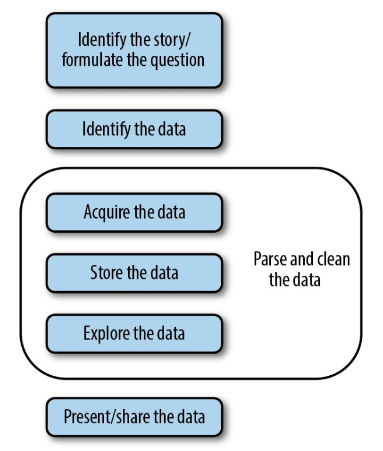 Identify the story/
formulate the question
Identify the data
Acquire the data
Store the data
Parse and clean
the data
Explore the data
Present/share the data